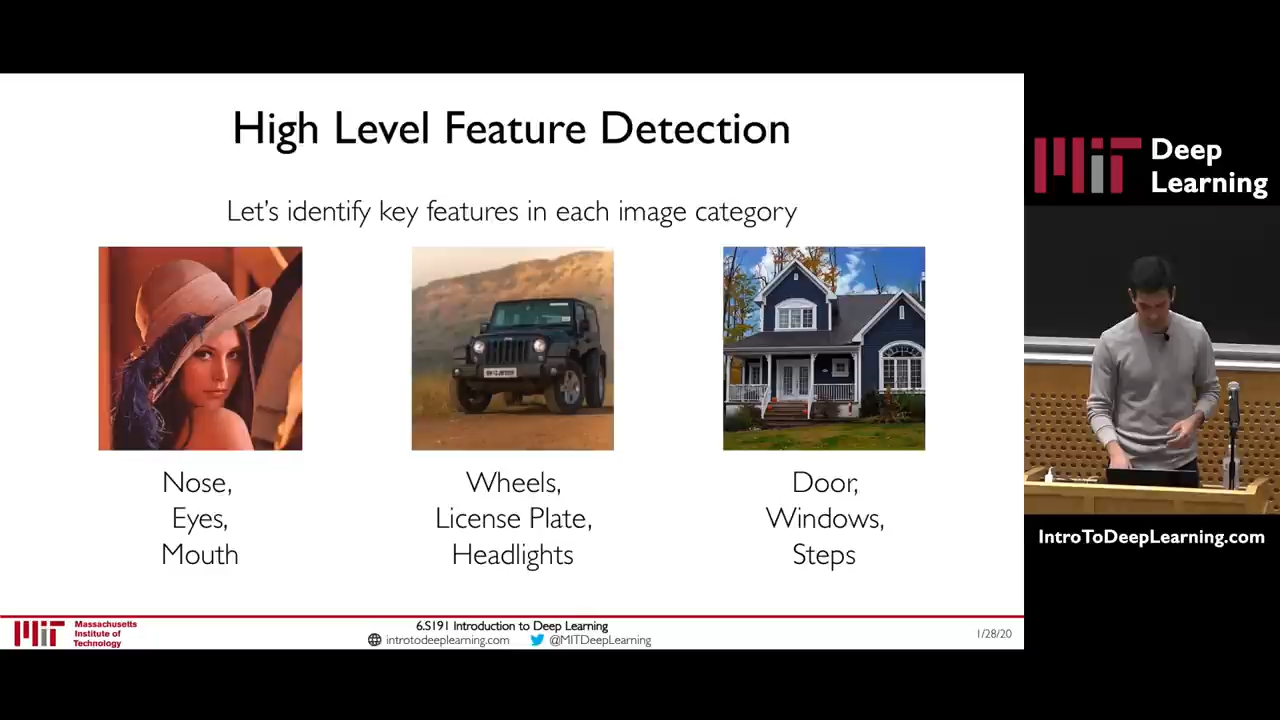 High Level Feature Detection
Let's identify key features in each image category
Nose,
Eyes,
Mouth
Wheels,
License Plate,
Headlights
Door,
Windows,
Steps
Massachusetts
Institute of
Technology
6.S191 Introduction to Deep Learning
introtodeeplearning.com
@MITDeepLearning
1/28/20
MIT
Deep
Learning
IntroToDeepLearning.com